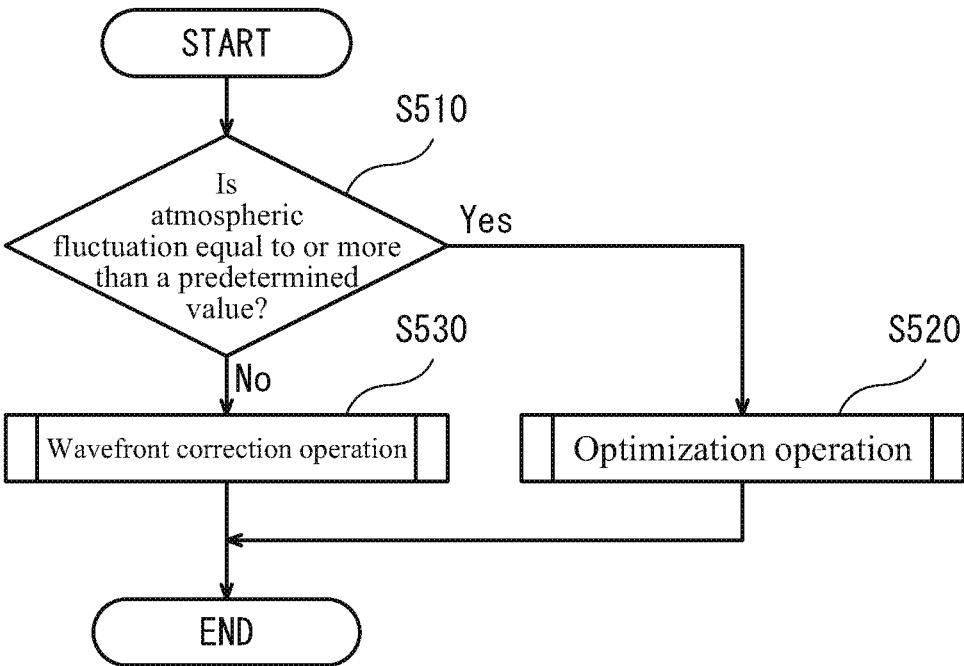 START
S510
Is
atmospheric
fluctuation equal to or more
than a predetermined
value?
Yes
No
S530
Wavefront correction operation
S520
Optimization operation
END